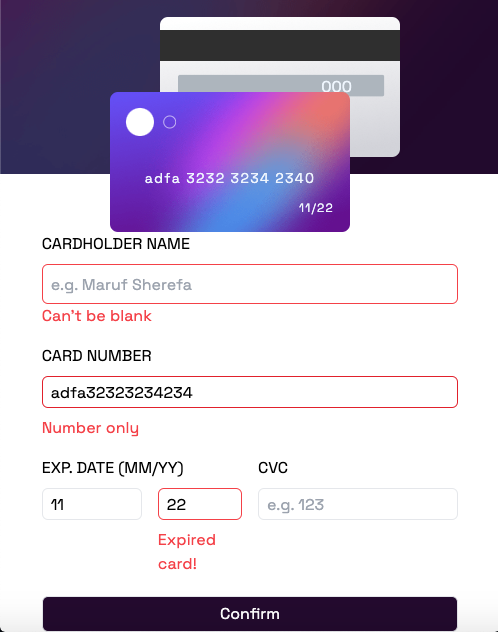 000
adfa 3232 3234 2340
11/22
CARDHOLDER NAME
e.g. Maruf Sherefa
Can't be blank
CARD NUMBER
adfa32323234234
Number only
EXP. DATE (MM/YY) CVC
11 22 e.g. 123
Expired
card!
Confirm